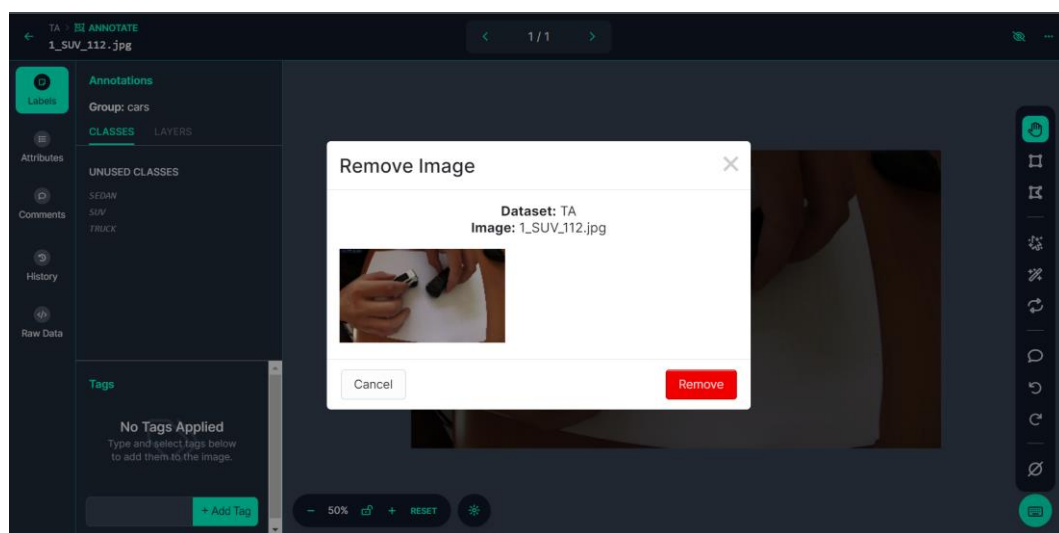 TA > ANNOTATE
1_SUV_112.jpg
1 / 1
Labels
Attributes
Comments
History
Raw Data
Annotations
Group: cars
CLASSES LAYERS
UNUSED CLASSES
SEDAN
SUV
TRUCK
Tags
No Tags Applied
Type and select tags below
to add them to the image.
+ Add Tag
Remove Image
Dataset: TA
Image: 1_SUV_112.jpg
Cancel
Remove
- 50% + RESET